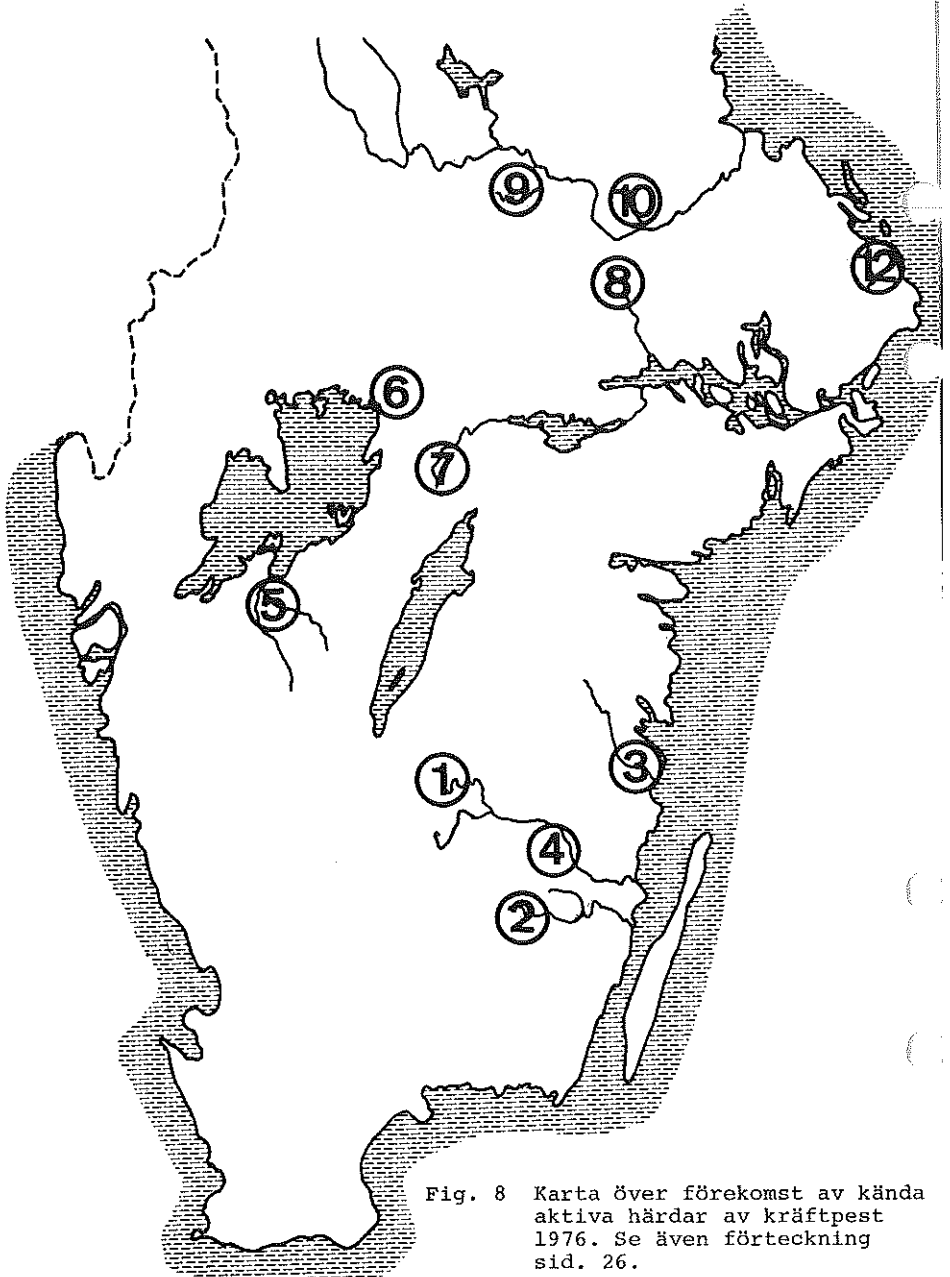 9
10
12
8
6
7
5
1
3
4
2
Fig. 8 Karta över förekomst av kända
aktiva härdar av kräftpest
1976. Se även förteckning
sid. 26.